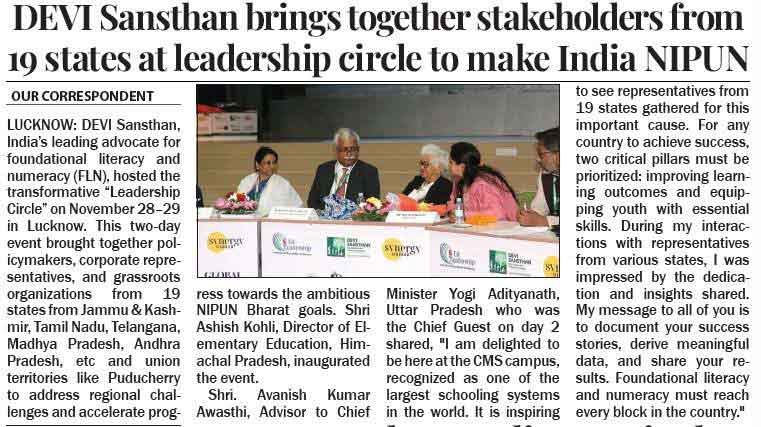 DEVI Sansthan brings together stakeholders from
19 states at leadership circle to make India NIPUN
OUR CORRESPONDENT
LUCKNOW: DEVI Sansthan,
India's leading advocate for
foundational literacy and
numeracy (FLN), hosted the
transformative "Leadership
Circle" on November 28–29
in Lucknow. This two-day
event brought together pol-
icymakers, corporate repre-
sentatives, and grassroots
organizations from 19
states from Jammu & Kash-
mir, Tamil Nadu, Telangana,
Madhya Pradesh, Andhra
Pradesh, etc and union
territories like Puducherry
to address regional chal-
lenges and accelerate prog-
synergy
DEVI
SANSTHAN
synergy
DEVI
SANSTHAN
GLOBAL
ress towards the ambitious
NIPUN Bharat goals. Shri
Ashish Kohli, Director of El-
ementary Education, Him-
achal Pradesh, inaugurated
the event.
Shri. Avanish Kumar
Awasthi, Advisor to Chief
Minister Yogi Adityanath,
Uttar Pradesh who was
the Chief Guest on day 2
shared, "I am delighted to
be here at the CMS campus,
recognized as one of the
largest schooling systems
in the world. It is inspiring
to see representatives from
19 states gathered for this
important cause. For any
country to achieve success,
two critical pillars must be
prioritized: improving learn-
ing outcomes and equip-
ping youth with essential
skills. During my interac-
tions with representatives
from various states, I was
impressed by the dedica-
tion and insights shared.
My message to all of you is
to document your success
stories, derive meaningful
data, and share your re-
sults. Foundational literacy
and numeracy must reach
every block in the country."